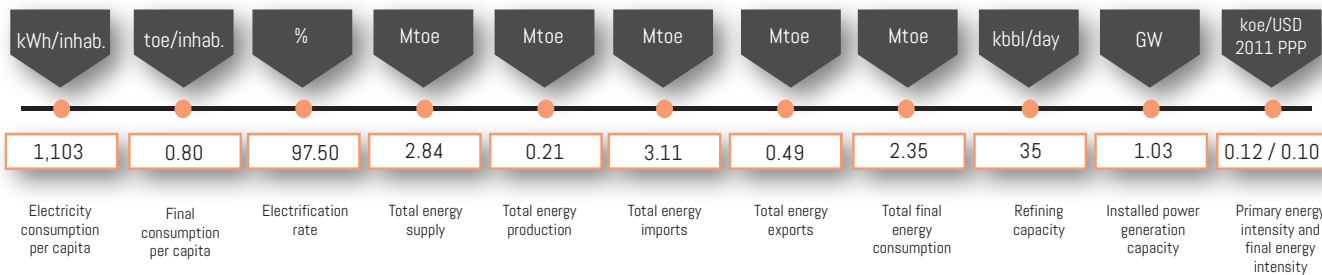 kWh/inhab.
toe/inhab.
%
Mtoe
Mtoe
Mtoe
Mtoe
Mtoe
kbbl/day
GW
koe/USD
2011 PPP
1,103
0.80
97.50
2.84
0.21
3.11
0.49
2.35
35
1.03
0.12 / 0.10
Electricity
consumption
per capita
Final
consumption
per capita
Electrification
rate
Total energy
supply
Total energy
production
Total energy
imports
Total energy
exports
Total final
energy
consumption
Refining
capacity
Installed power
generation
capacity
Primary energy
intensity and
final energy
intensity